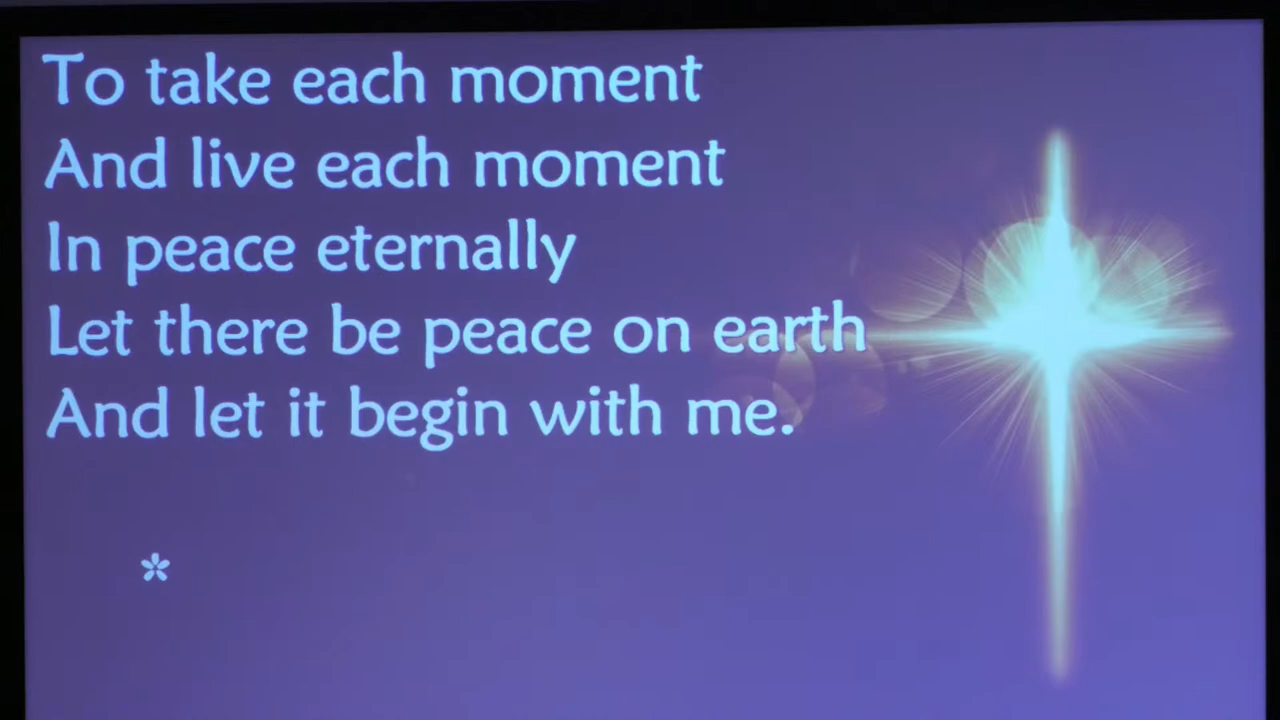 To take each moment
And live each moment
In peace eternally
Let there be peace on earth
And let it begin with me.
*